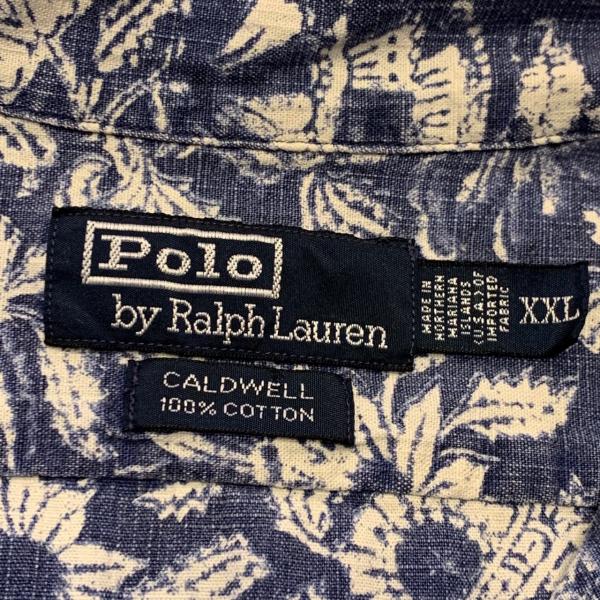 Polo
by Ralph Lauren
MADE IN
NORTHERN
MARIANA
ISLANDS
(U.S.A.) OF
IMPORTED
FABRIC
XXL
CALDWELL
100% COTTON